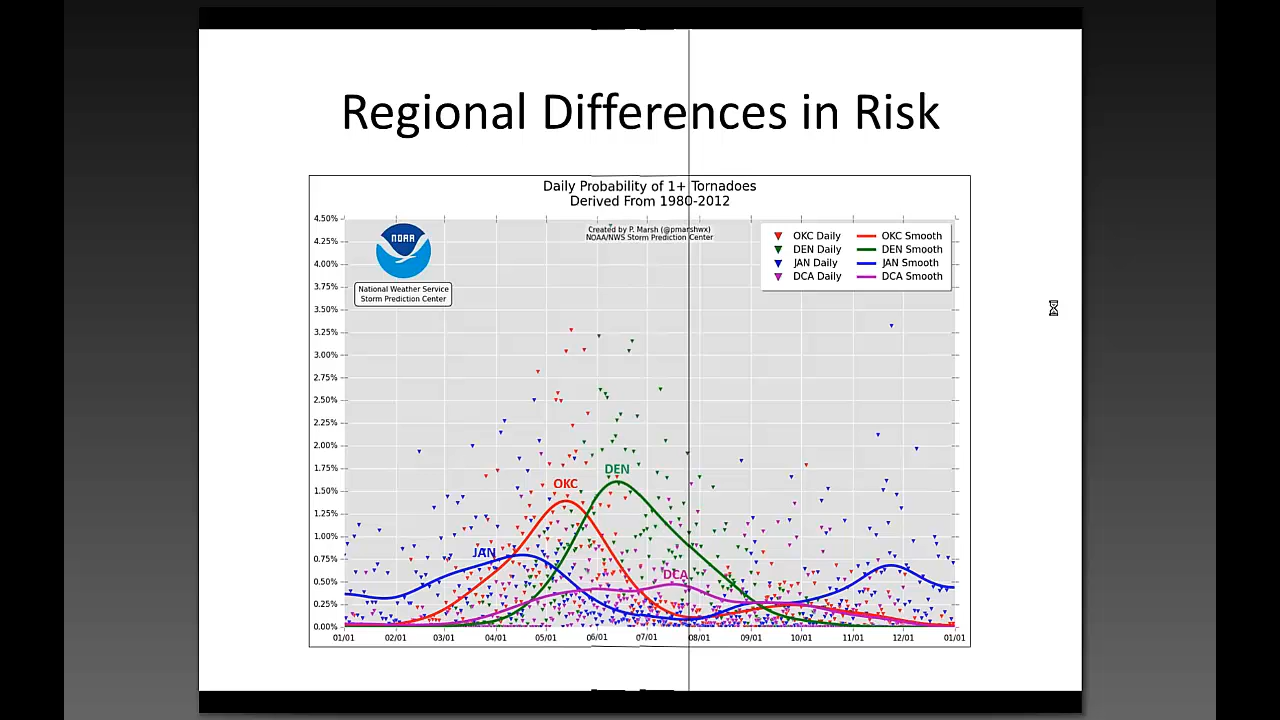 Regional Differences in Risk
Daily Probability of 1+ Tornadoes
Derived From 1980-2012
Created by P. Marsh (@pmarshwx)
NOAA/NWS Storm Prediction Center
NOAA
National Weather Service
Storm Prediction Center
OKC Daily
DEN Daily
JAN Daily
DCA Daily
OKC Smooth
DEN Smooth
JAN Smooth
DCA Smooth
4.50%
4.25%
4.00%
3.75%
3.50%
3.25%
3.00%
2.75%
2.50%
2.25%
2.00%
1.75%
1.50%
1.25%
1.00%
0.75%
0.50%
0.25%
0.00%
DEN
OKC
JAN
DCA
01/01 02/01 03/01 04/01 05/01 06/01 07/01 08/01 09/01 10/01 11/01 12/01 01/01